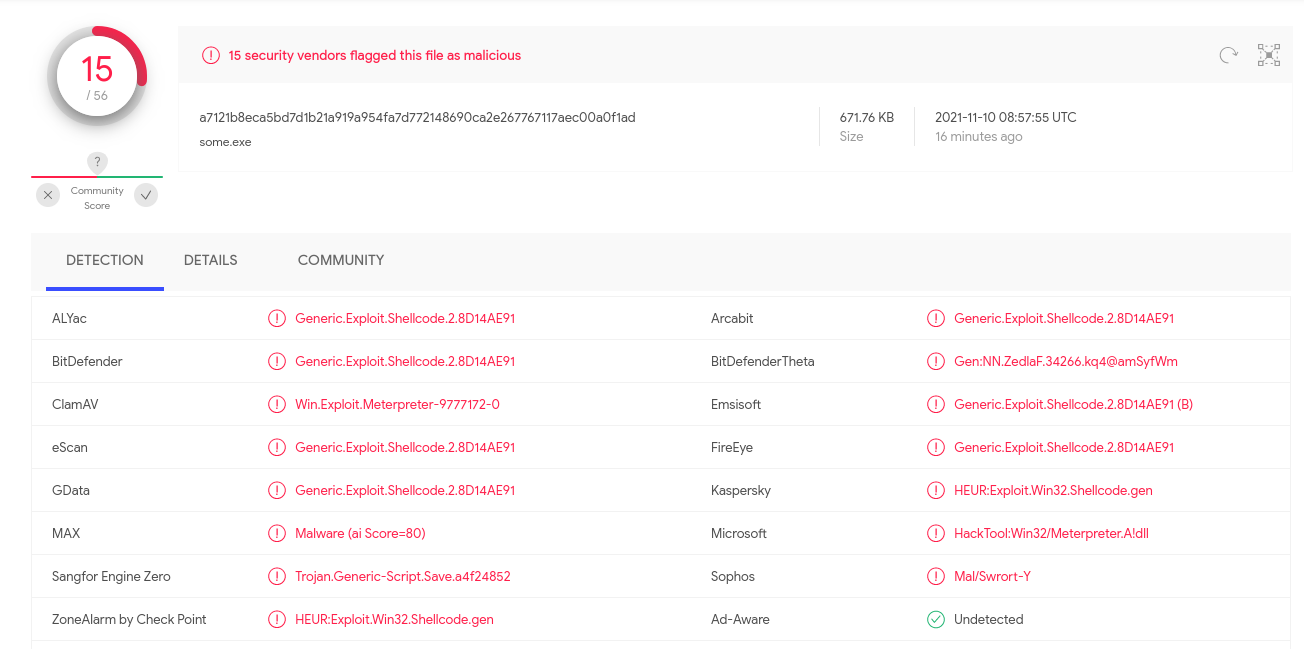 15
/ 56
15 security vendors flagged this file as malicious
a7121b8eca5bd7d1b21a919a954fa7d772148690ca2e267767117aec00a0f1ad
some.exe
671.76 KB
Size
2021-11-10 08:57:55 UTC
16 minutes ago
?
Community
Score
DETECTION DETAILS COMMUNITY
ALYac Generic.Exploit.Shellcode.2.8D14AE91 Arcabit Generic.Exploit.Shellcode.2.8D14AE91
BitDefender Generic.Exploit.Shellcode.2.8D14AE91 BitDefenderTheta Gen:NN.ZedlaF.34266.kq4@amSyfWm
ClamAV Win.Exploit.Meterpreter-9777172-0 Emsisoft Generic.Exploit.Shellcode.2.8D14AE91 (B)
eScan Generic.Exploit.Shellcode.2.8D14AE91 FireEye Generic.Exploit.Shellcode.2.8D14AE91
GData Generic.Exploit.Shellcode.2.8D14AE91 Kaspersky HEUR:Exploit.Win32.Shellcode.gen
MAX Malware (ai Score=80) Microsoft HackTool:Win32/Meterpreter.A!dll
Sangfor Engine Zero Trojan.Generic-Script.Save.a4f24852 Sophos Mal/Swrort-Y
ZoneAlarm by Check Point HEUR:Exploit.Win32.Shellcode.gen Ad-Aware Undetected